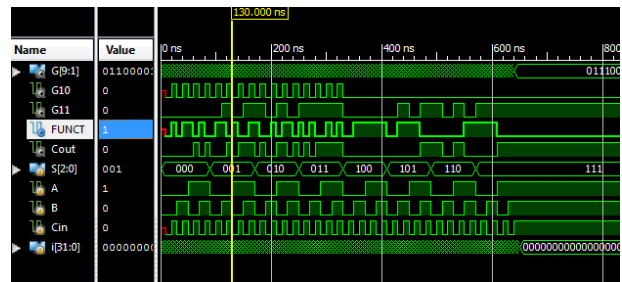 130.000 ns
Name Value 0 ns 200 ns 400 ns 600 ns 800
G[9:1] 01100001 011100
G10 0
G11 0
FUNCT 1
Cout 0
S[2:0] 001 000 001 010 011 100 101 110 111
A 1
B 0
Cin 0
i[31:0] 0000000 0000000000000000